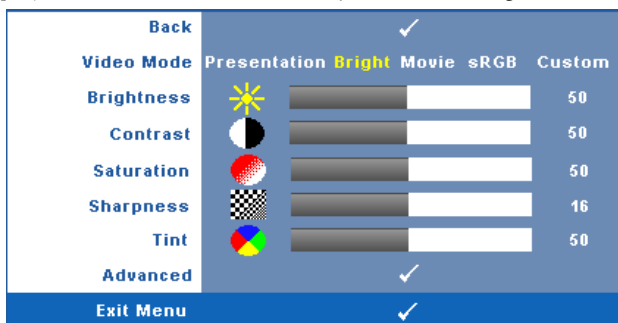 Back
Video Mode Presentation Bright Movie sRGB Custom
Brightness 50
Contrast 50
Saturation 50
Sharpness 16
Tint 50
Advanced
Exit Menu